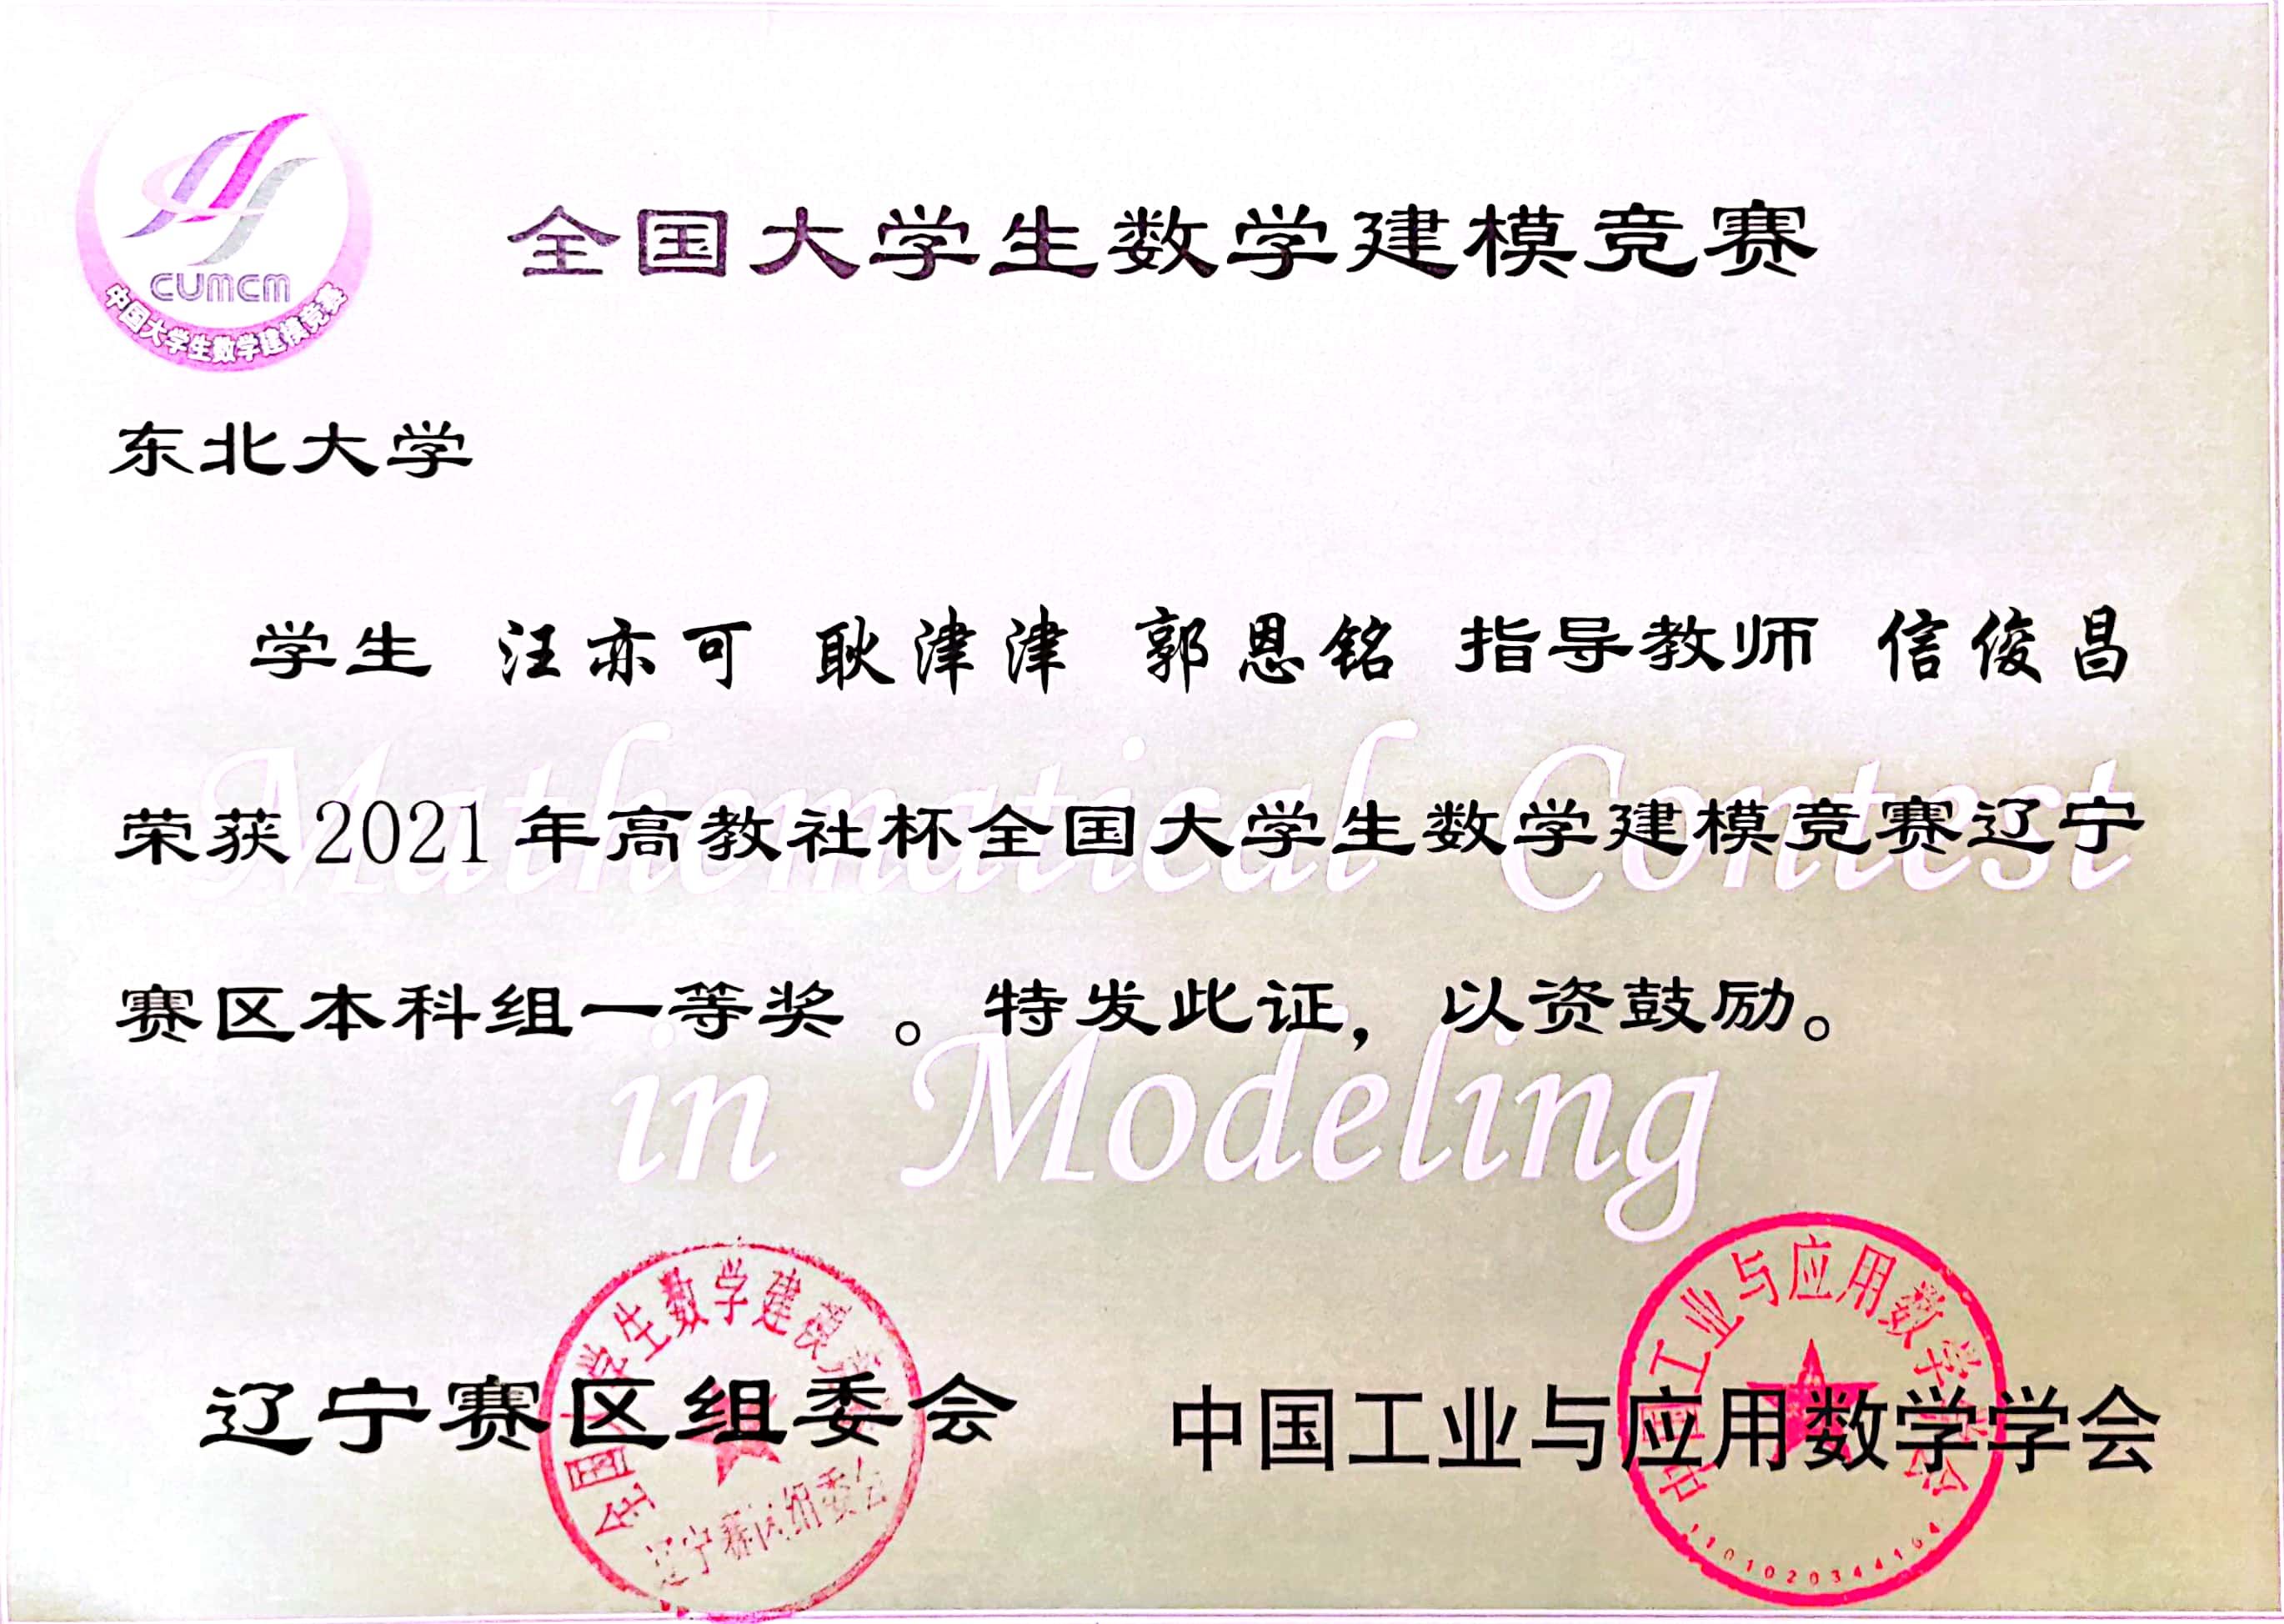 CUMCM
中国大学生数学建模竞赛
全国大学生数学建模竞赛
东北大学
学生 汪亦可 耿津津 郭恩铭 指导教师 信俊昌
荣获2021年高教社杯全国大学生数学建模竞赛辽宁
Mathematical Contest
赛区本科组一等奖 。特发此证，以资鼓励。
in Modeling
辽宁赛区组委会
全国大学生数学建模竞赛
辽宁赛区组委会
中国工业与应用数学学会
中国工业与应用数学学会